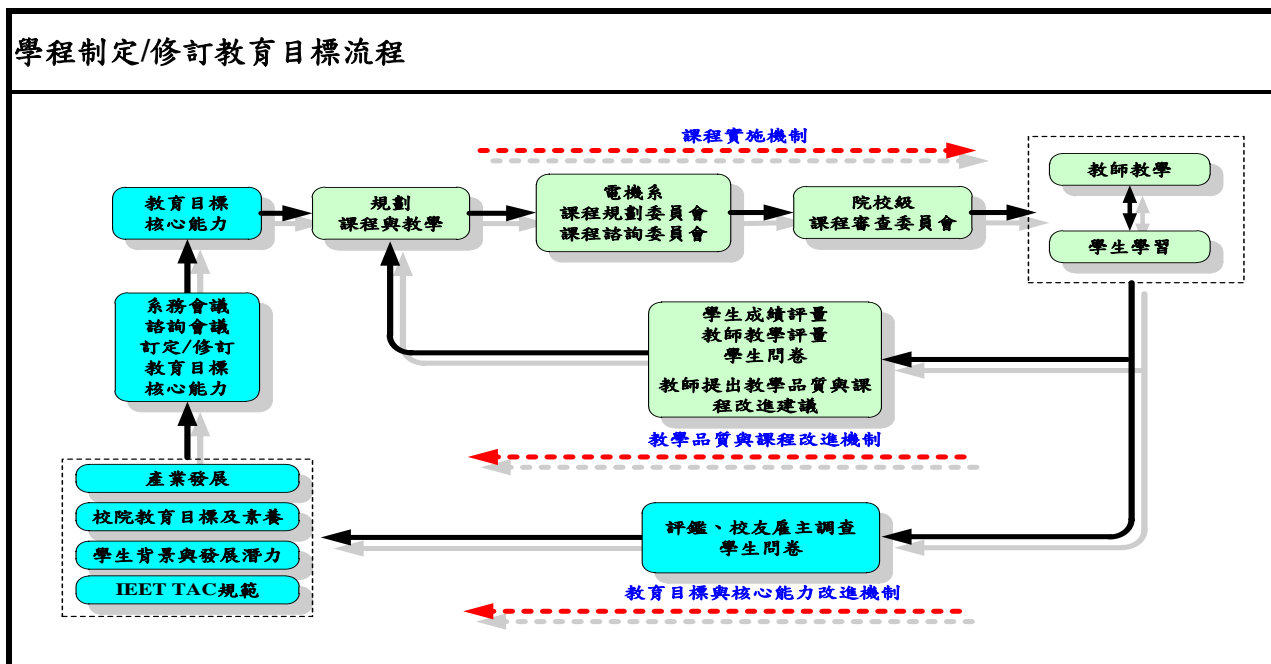 學程制定/修訂教育目標流程
課程實施機制
教育目標
核心能力
規劃
課程與教學
電機系
課程規劃委員會
課程諮詢委員會
院校級
課程審查委員會
教師教學
學生學習
系務會議
諮詢會議
訂定/修訂
教育目標
核心能力
學生成績評量
教師教學評量
學生問卷
教師提出教學品質與課
程改進建議
教學品質與課程改進機制
產業發展
校院教育目標及素養
學生背景與發展潛力
IEET TAC規範
評鑑、校友雇主調查
學生問卷
教育目標與核心能力改進機制